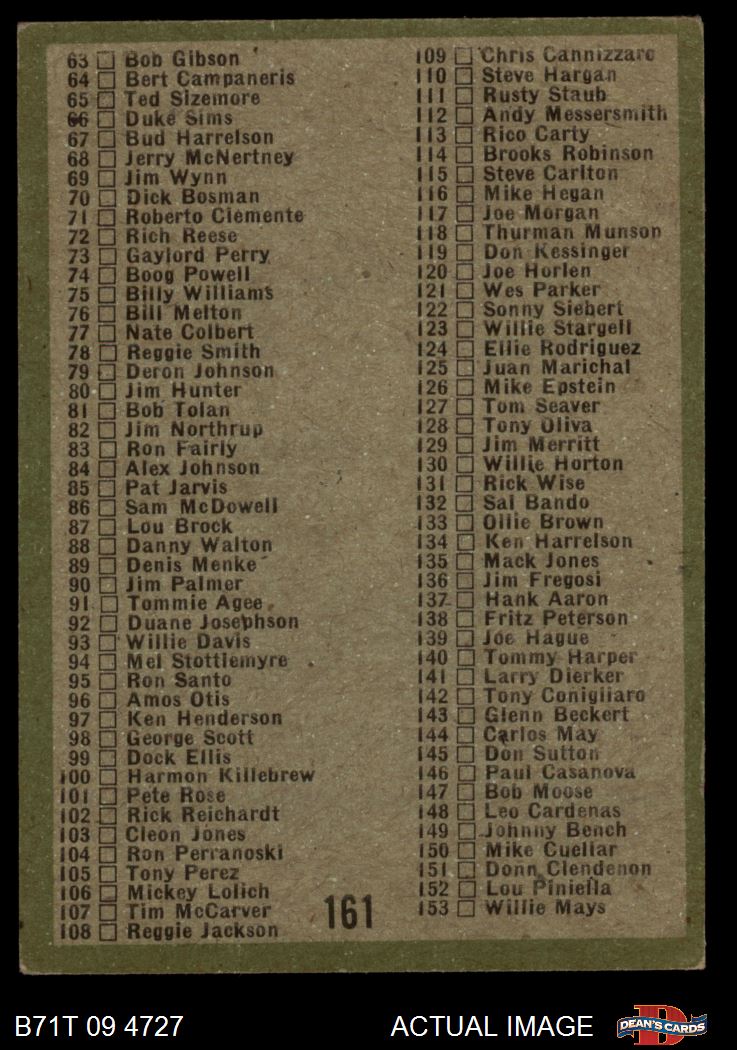 63 Bob Gibson
64 Bert Campaneris
65 Ted Sizemore
66 Duke Sims
67 Bud Harrelson
68 Jerry McNertney
69 Jim Wynn
70 Dick Bosman
71 Roberto Clemente
72 Rich Reese
73 Gaylord Perry
74 Boog Powell
75 Billy Williams
76 Bill Melton
77 Nate Colbert
78 Reggie Smith
79 Deron Johnson
80 Jim Hunter
81 Bob Tolan
82 Jim Northrup
83 Ron Fairly
84 Alex Johnson
85 Pat Jarvis
86 Sam McDowell
87 Lou Brock
88 Danny Walton
89 Denis Menke
90 Jim Palmer
91 Tommie Agee
92 Duane Josephson
93 Willie Davis
94 Mel Stottlemyre
95 Ron Santo
96 Amos Otis
97 Ken Henderson
98 George Scott
99 Dock Ellis
100 Harmon Killebrew
101 Pete Rose
102 Rick Reichardt
103 Cleon Jones
104 Ron Perranoski
105 Tony Perez
106 Mickey Lolich
107 Tim McCarver
108 Reggie Jackson
109 Chris Cannizzaro
110 Steve Hargan
111 Rusty Staub
112 Andy Messersmith
113 Rico Carty
114 Brooks Robinson
115 Steve Carlton
116 Mike Hegan
117 Joe Morgan
118 Thurman Munson
119 Don Kessinger
120 Joe Horlen
121 Wes Parker
122 Sonny Siebert
123 Willie Stargell
124 Ellie Rodriguez
125 Juan Marichal
126 Mike Epstein
127 Tom Seaver
128 Tony Oliva
129 Jim Merritt
130 Willie Horton
131 Rick Wise
132 Sal Bando
133 Ollie Brown
134 Ken Harrelson
135 Mack Jones
136 Jim Fregosi
137 Hank Aaron
138 Fritz Peterson
139 Joe Hague
140 Tommy Harper
141 Larry Dierker
142 Tony Conigliaro
143 Glenn Beckert
144 Carlos May
145 Don Sutton
146 Paul Casanova
147 Bob Moose
148 Leo Cardenas
149 Johnny Bench
150 Mike Cuellar
151 Donn Clendenon
152 Lou Piniella
153 Willie Mays
161
B71T 09 4727
ACTUAL IMAGE
D
DEAN'S CARDS